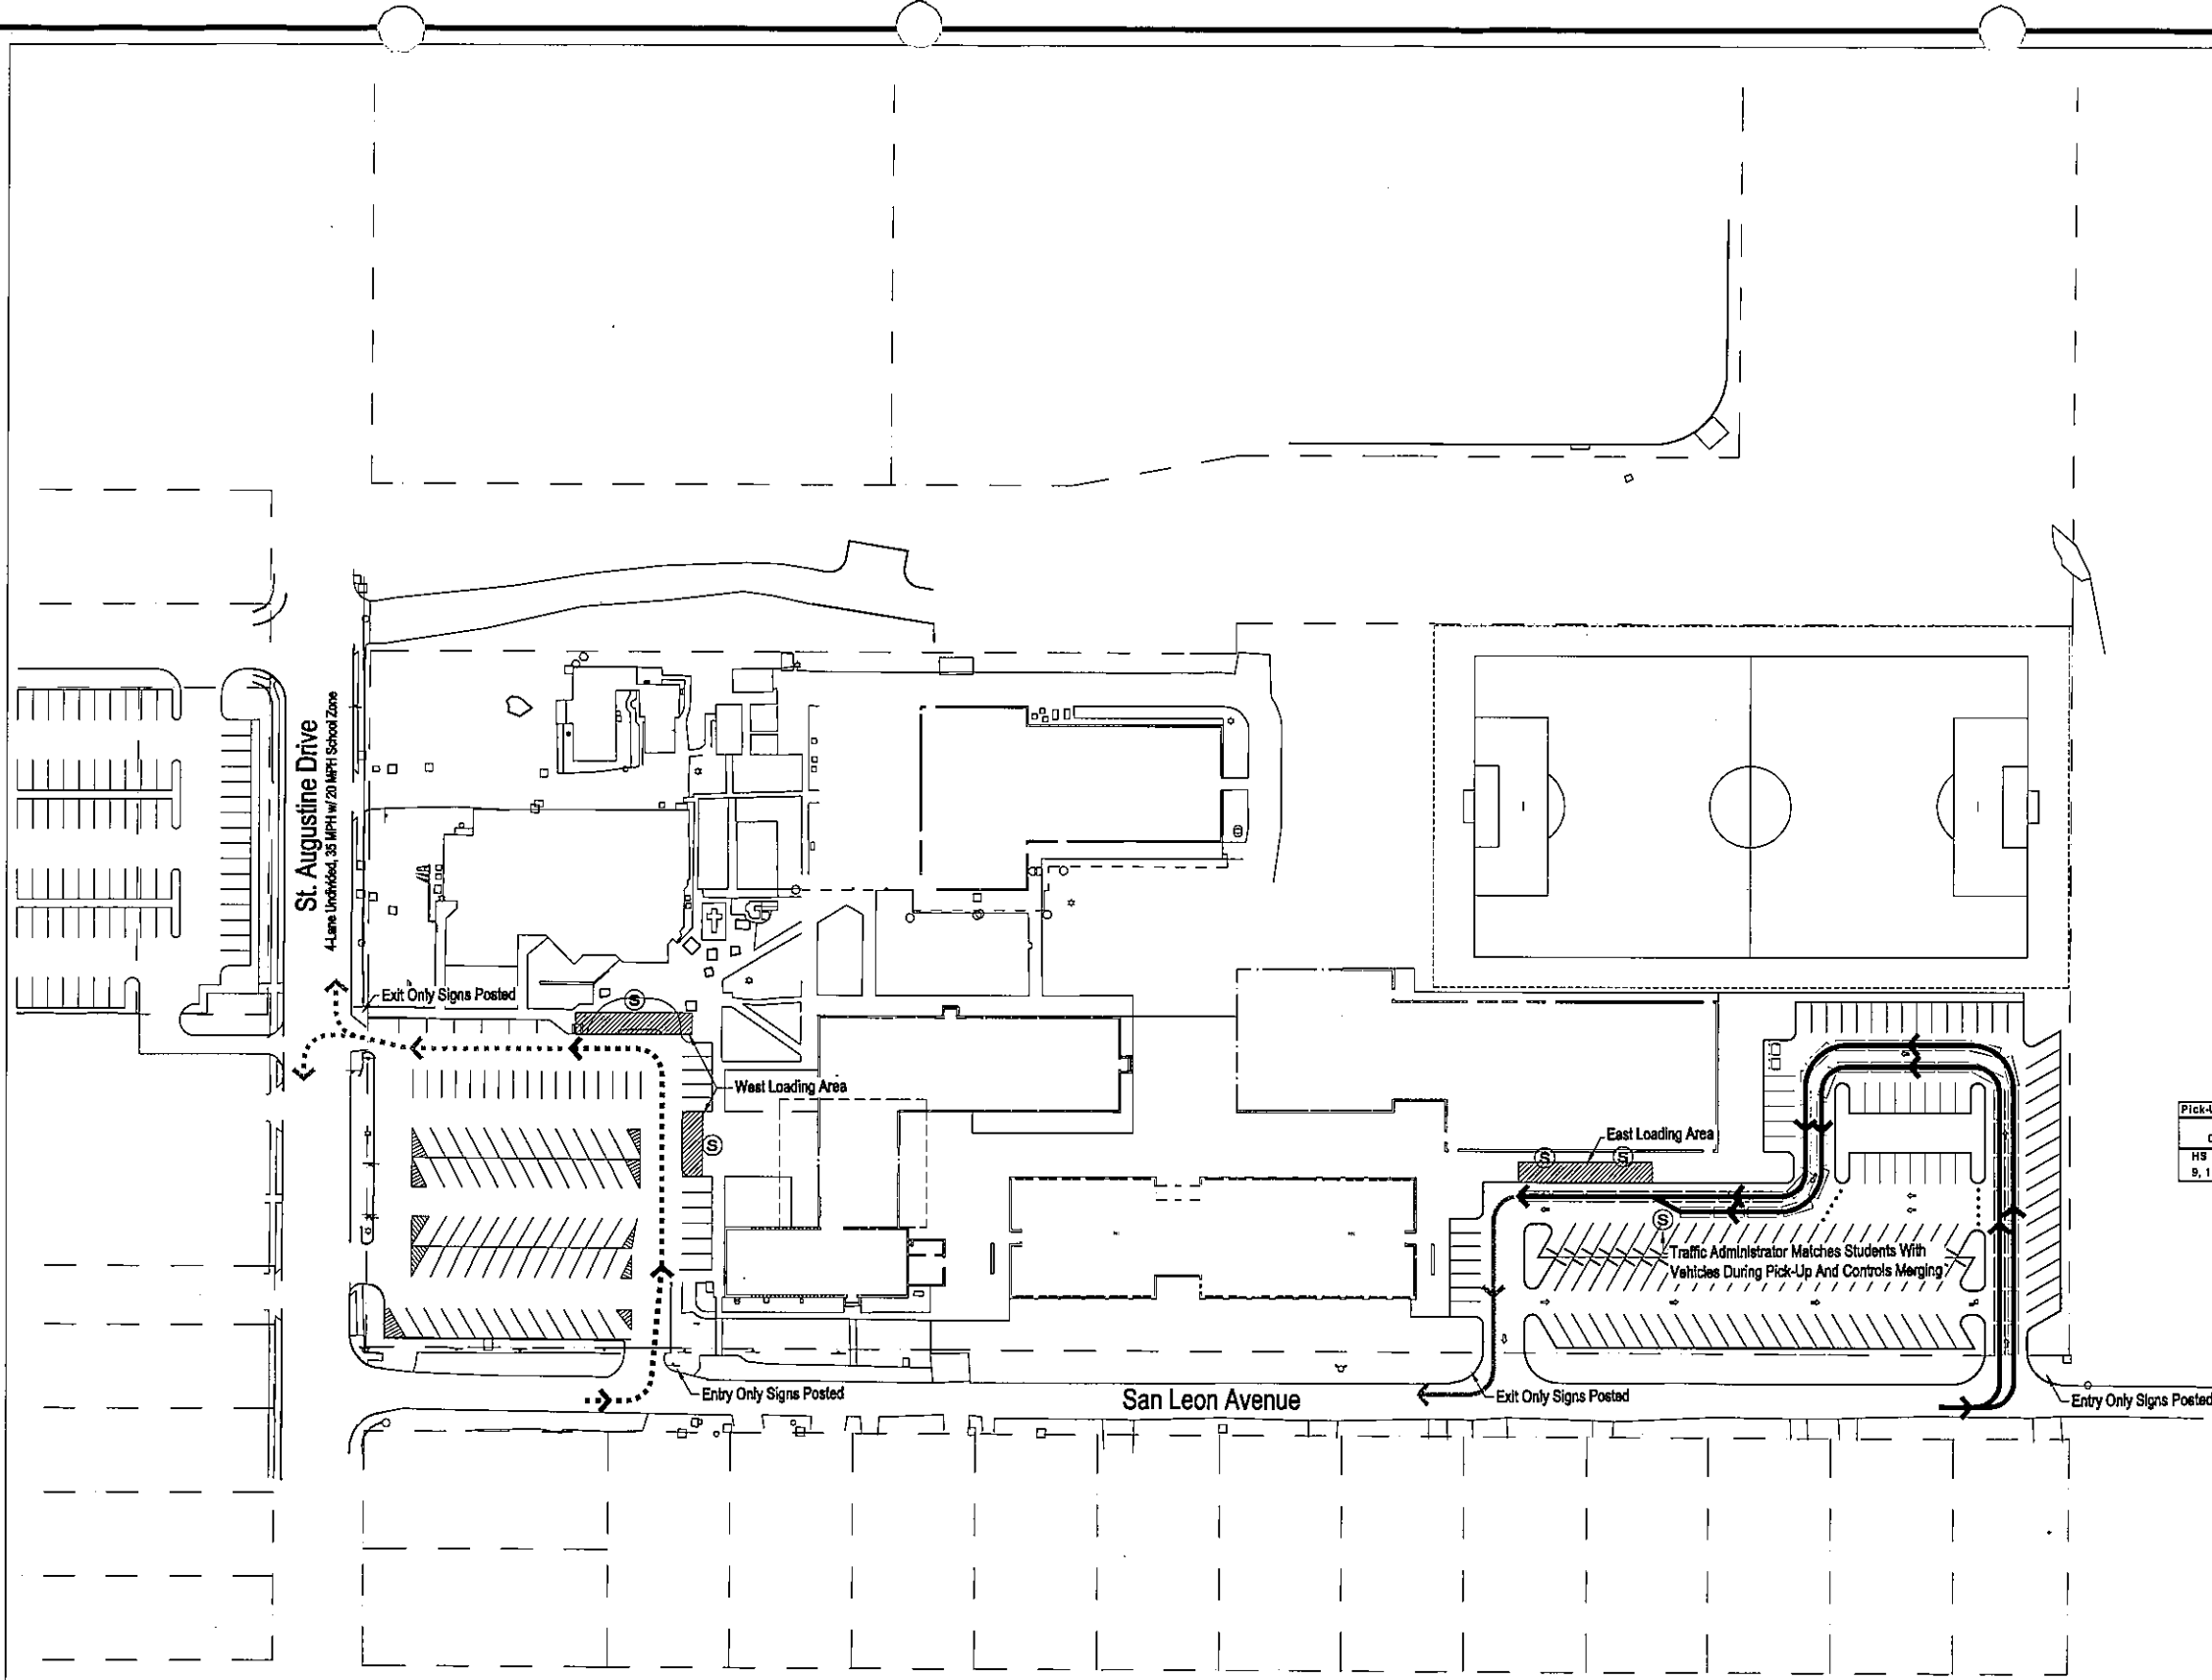 St. Augustine Drive
4-Lane Undivided, 35 MPH w/ 20 MPH School Zone
Exit Only Signs Posted
S
West Loading Area
S
East Loading Area
S
S
S
Traffic Administrator Matches Students With
Vehicles During Pick-Up And Controls Merging
Entry Only Signs Posted
San Leon Avenue
Exit Only Signs Posted
Entry Only Signs Posted
HS